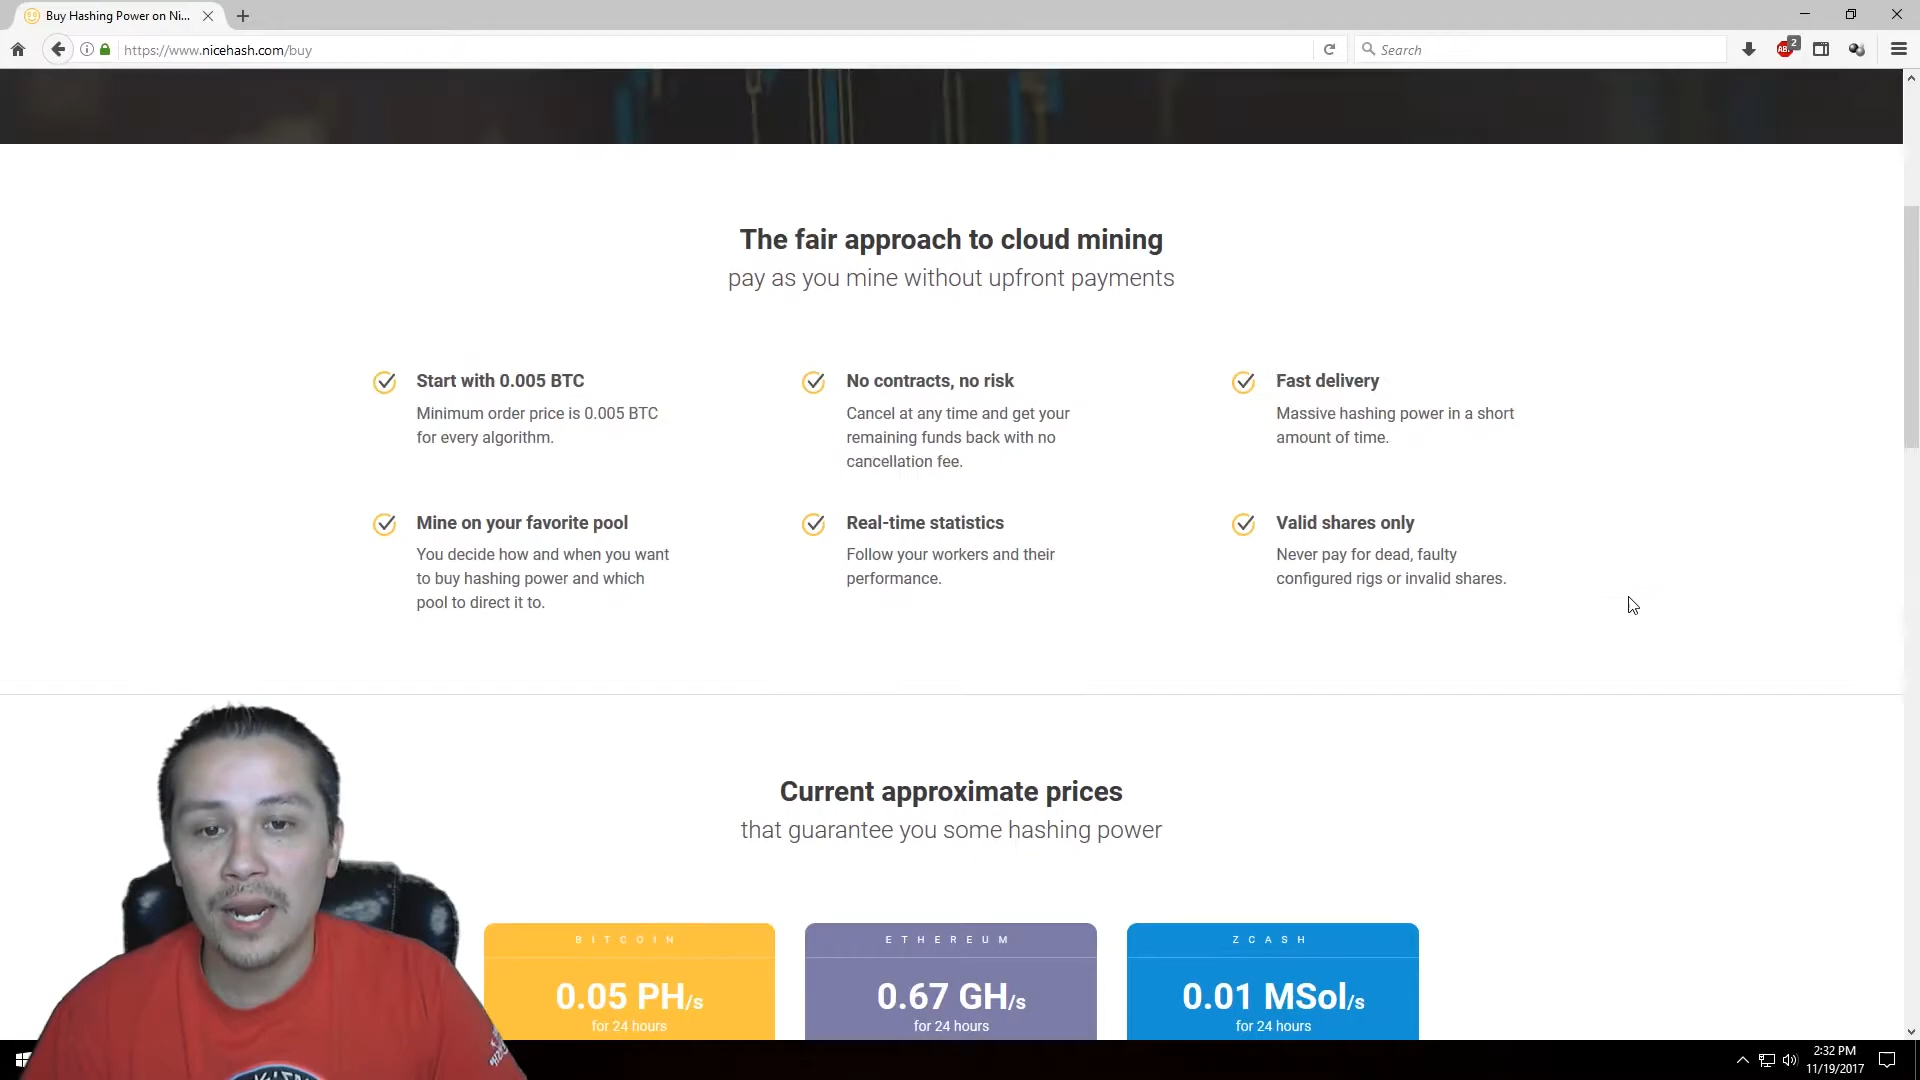 Buy Hashing Power on Ni...
https://www.nicehash.com/buy
Search
2
The fair approach to cloud mining
pay as you mine without upfront payments
Start with 0.005 BTC
Minimum order price is 0.005 BTC
for every algorithm.
No contracts, no risk
Cancel at any time and get your
remaining funds back with no
cancellation fee.
Fast delivery
Massive hashing power in a short
amount of time.
Mine on your favorite pool
You decide how and when you want
to buy hashing power and which
pool to direct it to.
Real-time statistics
Follow your workers and their
performance.
Valid shares only
Never pay for dead, faulty
configured rigs or invalid shares.
Current approximate prices
that guarantee you some hashing power
BITCOIN
0.05 PH/s
for 24 hours
ETHEREUM
0.67 GH/s
for 24 hours
ZCASH
0.01 MSol/s
for 24 hours
2:32 PM
11/19/2017